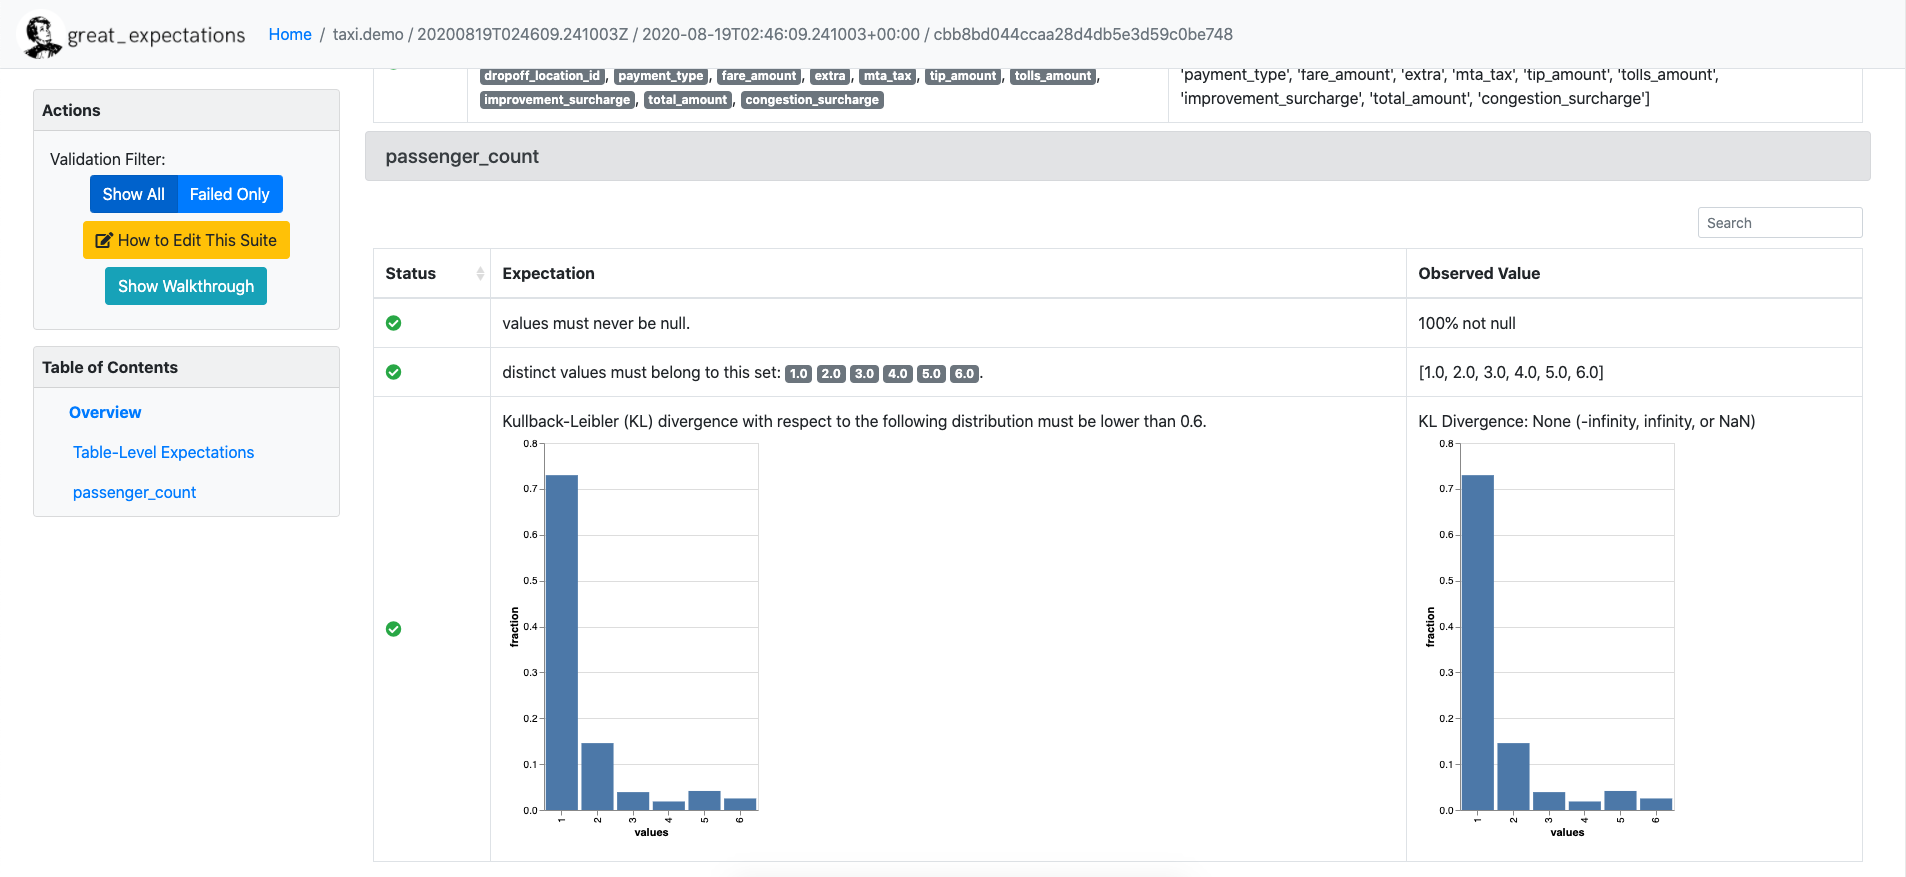 great_expectations Home / taxi.demo / 20200819T024609.241003Z / 2020-08-19T02:46:09.241003+00:00 / cbb8bd044ccaa28d4db5e3d59c0be748
dropoff_location_id, payment_type, fare_amount, extra, mta_tax, tip_amount, tolls_amount,
improvement_surcharge, total_amount, congestion_surcharge
'payment_type', 'fare_amount', 'extra', 'mta_tax', 'tip_amount', 'tolls_amount',
'improvement_surcharge', 'total_amount', 'congestion_surcharge']
Actions
Validation Filter:
Show All Failed Only
How to Edit This Suite
Show Walkthrough
Table of Contents
Overview
Table-Level Expectations
passenger_count
passenger_count
Search
Status Expectation Observed Value
values must never be null. 100% not null
distinct values must belong to this set: 1.0 2.0 3.0 4.0 5.0 6.0. [1.0, 2.0, 3.0, 4.0, 5.0, 6.0]
Kullback-Leibler (KL) divergence with respect to the following distribution must be lower than 0.6.
0.8
0.7
0.6
0.5
0.4
0.3
0.2
0.1
0.0
fraction
1 2 3 4 5 6
values
KL Divergence: None (-infinity, infinity, or NaN)
0.8
0.7
0.6
0.5
0.4
0.3
0.2
0.1
0.0
fraction
1 2 3 4 5 6
values